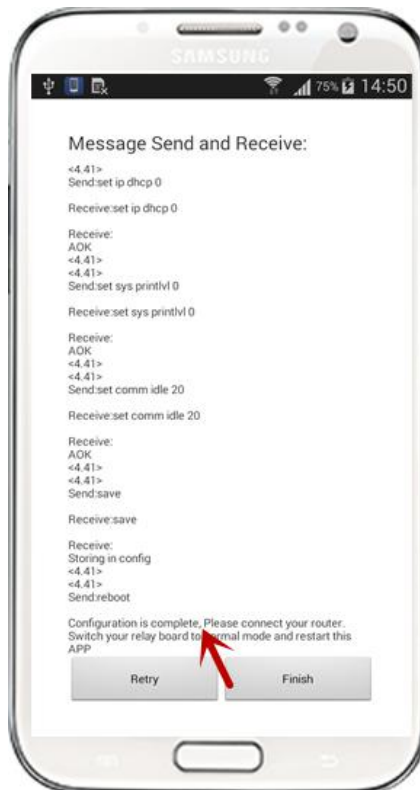 SAMSUNG
75% 14:50
Message Send and Receive:
<4.41>
Send:set ip dhcp 0
Receive:set ip dhcp 0
Receive:
AOK
<4.41>
<4.41>
Send:set sys printlvl 0
Receive:set sys printlvl 0
Receive:
AOK
<4.41>
<4.41>
Send:set comm idle 20
Receive:set comm idle 20
Receive:
AOK
<4.41>
<4.41>
Send:save
Receive:save
Receive:
Storing in config
<4.41>
<4.41>
Send:reboot
Configuration is complete, Please connect your router.
Switch your relay board to normal mode and restart this
APP
Retry Finish